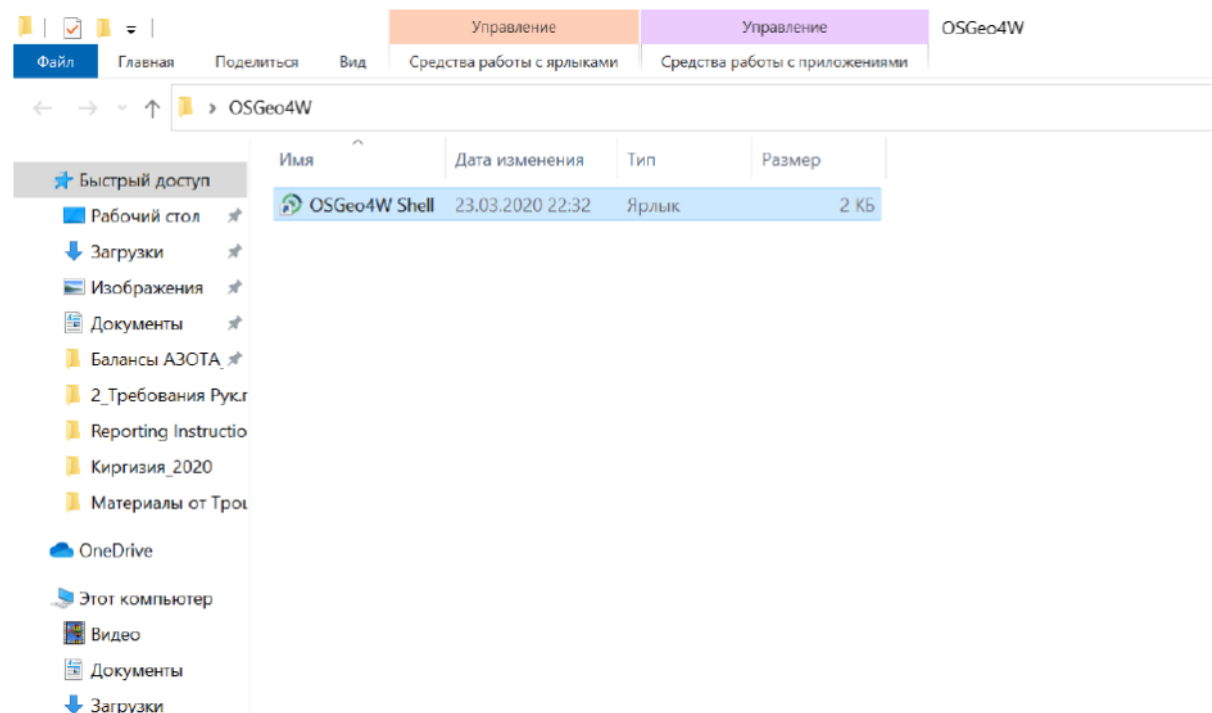 Управление Управление OSGeo4W
Файл Главная Поделиться Вид Средства работы с ярлыками Средства работы с приложениями
OSGeo4W
Имя Дата изменения Тип Размер
Быстрый доступ
OSGeo4W Shell 23.03.2020 22:32 Ярлык 2 КБ
Рабочий стол
Загрузки
Изображения
Документы
Балансы АЗОТА_
2_Требования Рук.г
Reporting Instructio
Киргизия_2020
Материалы от Трош
OneDrive
Этот компьютер
Видео
Документы
Загрузки